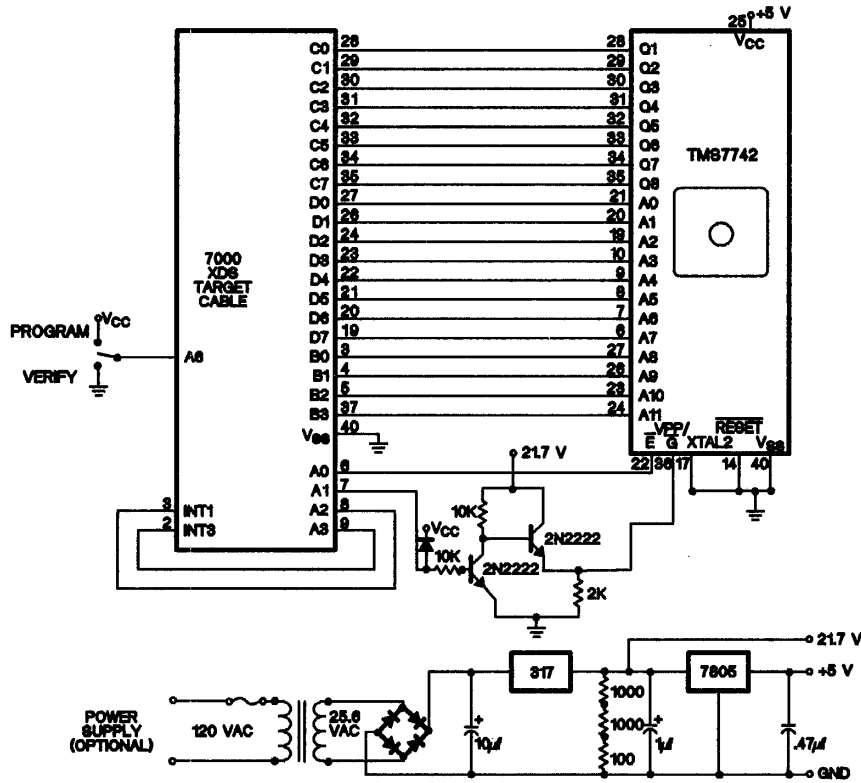 +5 V
25
VCC
C0 28 28 Q1
C1 29 29 Q2
C2 30 30 Q3
C3 31 31 Q4
C4 32 32 Q5
C5 33 33 Q6
C6 34 34 Q7
C7 35 35 Q8
TMS7742
D0 27 21 A0
D1 26 20 A1
D2 24 19 A2
D3 23 10 A3
D4 22 9 A4
D5 21 8 A5
D6 20 7 A6
D7 19 6 A7
B0 3 27 A8
B1 4 26 A9
B2 5 23 A10
B3 37 24 A11
VSS 40
7000
XDS
TARGET
CABLE
VCC
PROGRAM
A6
VERIFY
VPP/ RESET
E G XTAL2 VSS
22 36 17 14 40
A0 6
A1 7
A2 8
A3 9
3 INT1
2 INT3
21.7 V
10K
VCC
2N2222
10K
2N2222
2K
21.7 V
317
7805
+5 V
1000
1000
100
POWER
SUPPLY
(OPTIONAL)
120 VAC
25.6
VAC
+
10µf
+
1µf
.47µf
GND